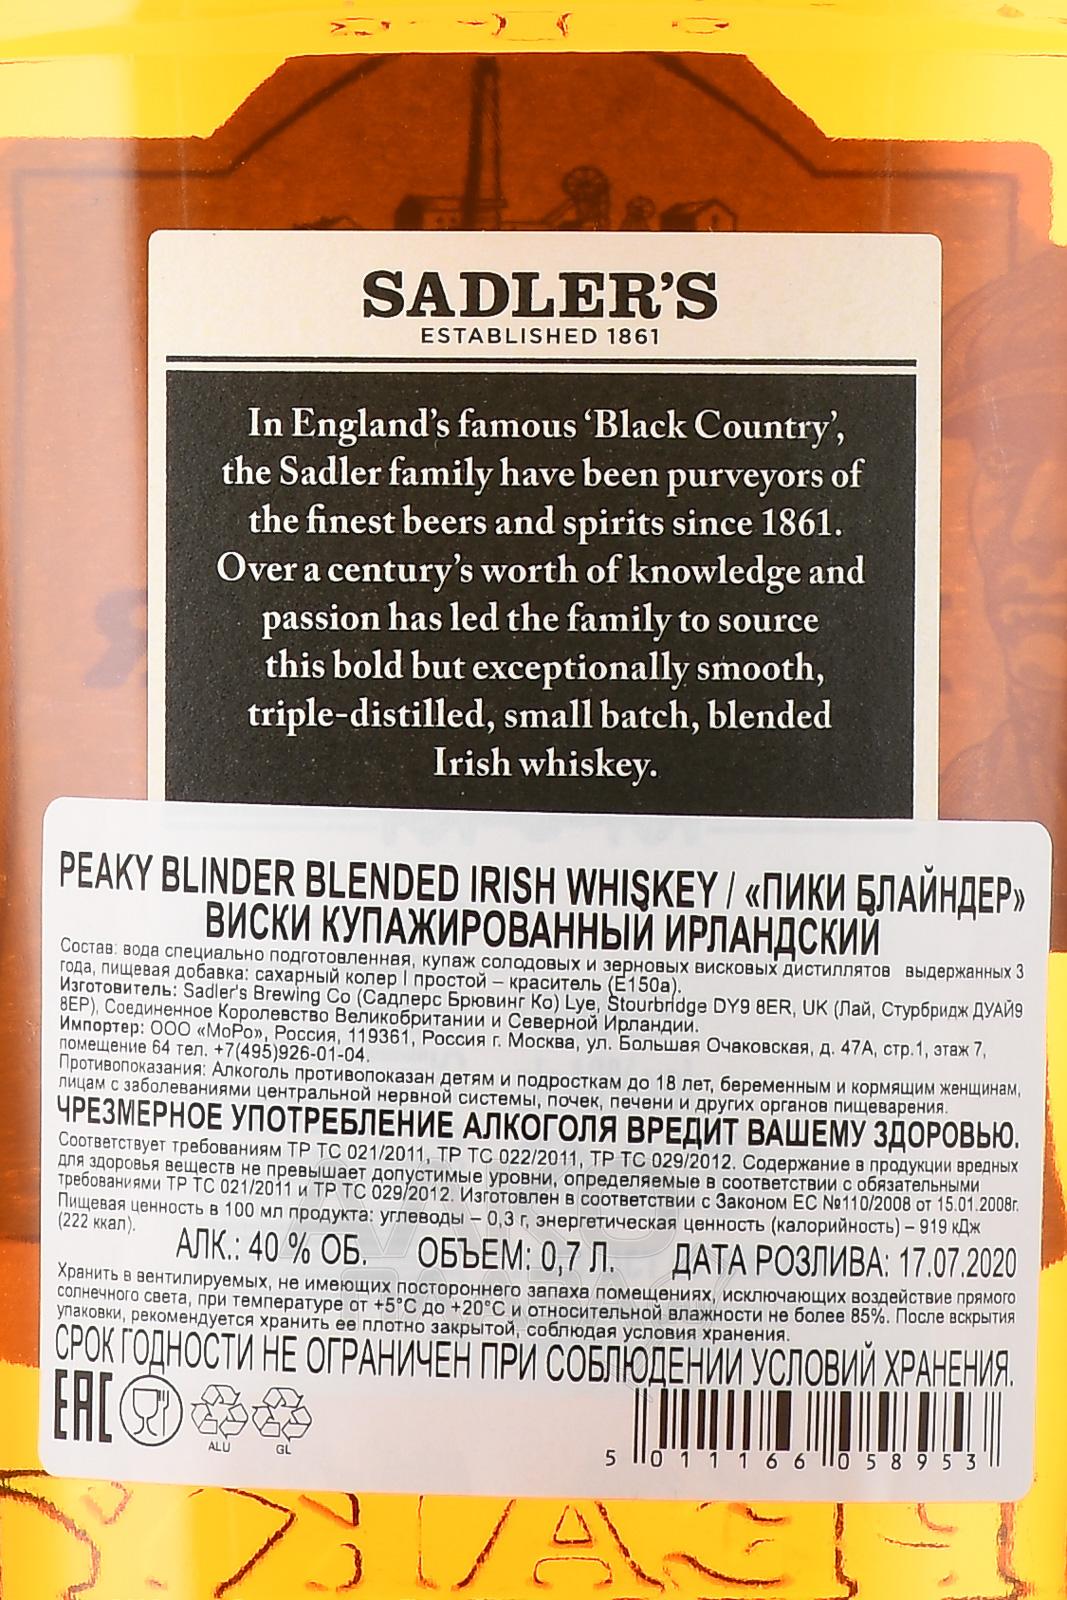 SADLER'S
ESTABLISHED 1861
In England's famous 'Black Country',
the Sadler family have been purveyors of
the finest beers and spirits since 1861.
Over a century's worth of knowledge and
passion has led the family to source
this bold but exceptionally smooth,
triple-distilled, small batch, blended
Irish whiskey.
PEAKY BLINDER BLENDED IRISH WHISKEY / «ПИКИ БЛАЙНДЕР»
ВИСКИ КУПАЖИРОВАННЫЙ ИРЛАНДСКИЙ
Состав: вода специально подготовленная, купаж солодовых и зерновых висковых дистиллятов выдержанных 3
года, пищевая добавка: сахарный колер I простой – краситель (Е150а).
Изготовитель: Sadler's Brewing Co (Садлерс Брювинг Ко) Lye, Stourbridge DY9 8ER, UK (Лай, Стурбридж ДУАЙ9
8ЕР), Соединенное Королевство Великобритании и Северной Ирландии.
Импортер: ООО «МоРо», Россия, 119361, Россия г. Москва, ул. Большая Очаковская, д. 47А, стр.1, этаж 7,
помещение 64 тел. +7(495)926-01-04.
Противопоказания: Алкоголь противопоказан детям и подросткам до 18 лет, беременным и кормящим женщинам,
лицам с заболеваниями центральной нервной системы, почек, печени и других органов пищеварения.
ЧРЕЗМЕРНОЕ УПОТРЕБЛЕНИЕ АЛКОГОЛЯ ВРЕДИТ ВАШЕМУ ЗДОРОВЬЮ.
Соответствует требованиям ТР ТС 021/2011, ТР ТС 022/2011, ТР ТС 029/2012. Содержание в продукции вредных
для здоровья веществ не превышает допустимые уровни, определяемые в соответствии с обязательными
требованиями ТР ТС 021/2011 и ТР ТС 029/2012. Изготовлен в соответствии с Законом ЕС №110/2008 от 15.01.2008г.
Пищевая ценность в 100 мл продукта: углеводы – 0,3 г, энергетическая ценность (калорийность) – 919 кДж
(222 ккал).
АЛК.: 40 % ОБ. ОБЪЕМ: 0,7 Л. ДАТА РОЗЛИВА: 17.07.2020
Хранить в вентилируемых, не имеющих постороннего запаха помещениях, исключающих воздействие прямого
солнечного света, при температуре от +5°С до +20°С и относительной влажности не более 85%. После вскрытия
упаковки, рекомендуется хранить ее плотно закрытой, соблюдая условия хранения.
СРОК ГОДНОСТИ НЕ ОГРАНИЧЕН ПРИ СОБЛЮДЕНИИ УСЛОВИЙ ХРАНЕНИЯ.
EAC
ALU GL
5 011166 058953
PEAKY